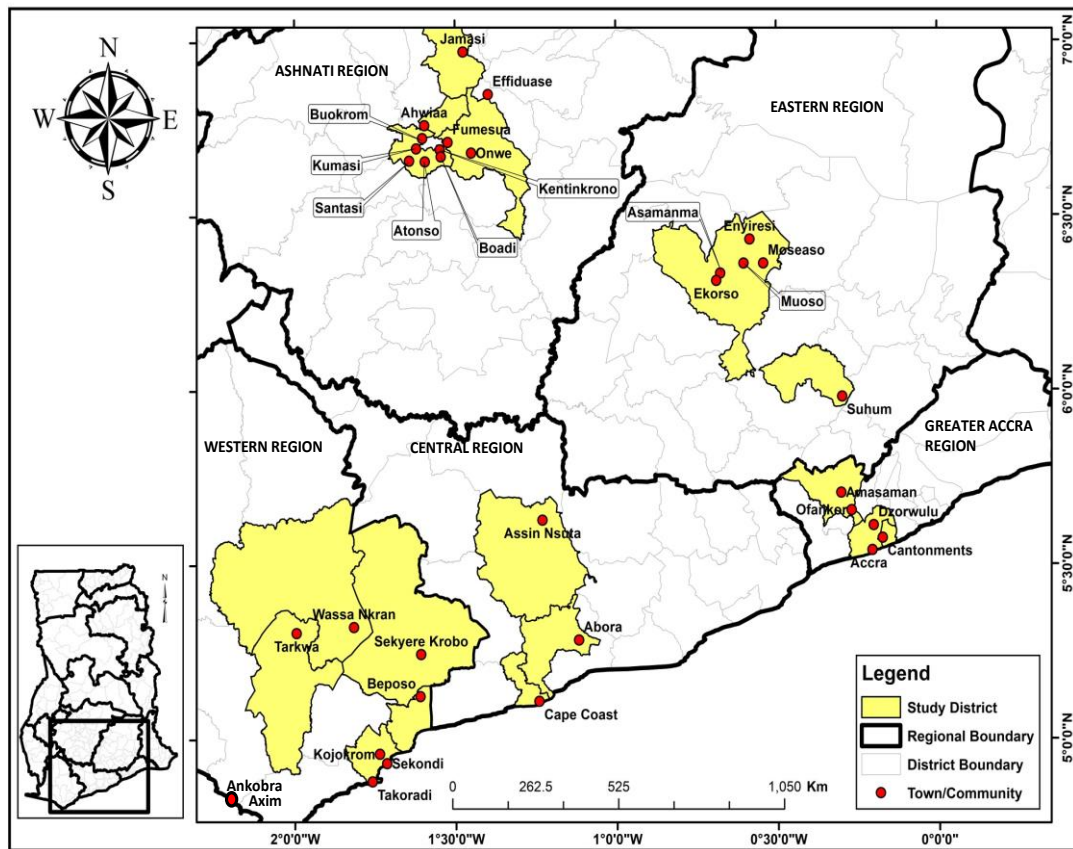 N
W
E
S
ASHNATI REGION
Jamasi
Effiduase
Ahwiaa
Buokrom
Fumesua
Onwe
Kumasi
Kentinkrono
Santasi
Atonso
Boadi
EASTERN REGION
Asamanma
Enyiresi
Moseaso
Ekorso
Muoso
Suhum
GREATER ACCRA
REGION
WESTERN REGION
CENTRAL REGION
Amasaman
Ofankor
Dzorwulu
Cantonments
Accra
Assin Nsuta
Wassa Nkran
Tarkwa
Sekyere Krobo
Abora
Beposo
Cape Coast
Kojokrom
Sekondi
Takoradi
Ankobra
Axim
N
7°0'0"N
6°30'0"N
6°0'0"N
5°30'0"N
5°0'0"N
0 262.5 525 1,050 Km
Legend
Study District
Regional Boundary
District Boundary
Town/Community
2°0'0"W 1°30'0"W 1°0'0"W 0°30'0"W 0°0'0"